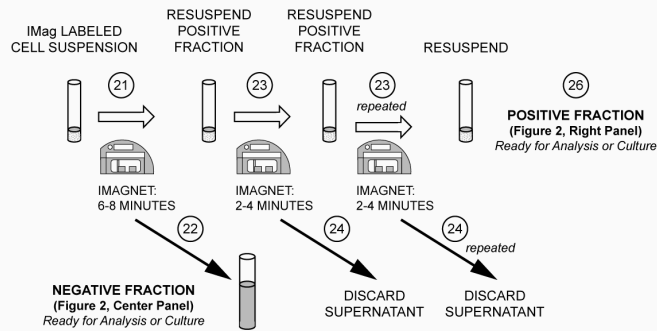 IMag LABELED
CELL SUSPENSION
RESUSPEND
POSITIVE
FRACTION
RESUSPEND
POSITIVE
FRACTION
RESUSPEND
21
23
23
repeated
26
POSITIVE FRACTION
(Figure 2, Right Panel)
Ready for Analysis or Culture
IMAGNET:
6-8 MINUTES
IMAGNET:
2-4 MINUTES
IMAGNET:
2-4 MINUTES
22
24
24
repeated
NEGATIVE FRACTION
(Figure 2, Center Panel)
Ready for Analysis or Culture
DISCARD
SUPERNATANT
DISCARD
SUPERNATANT